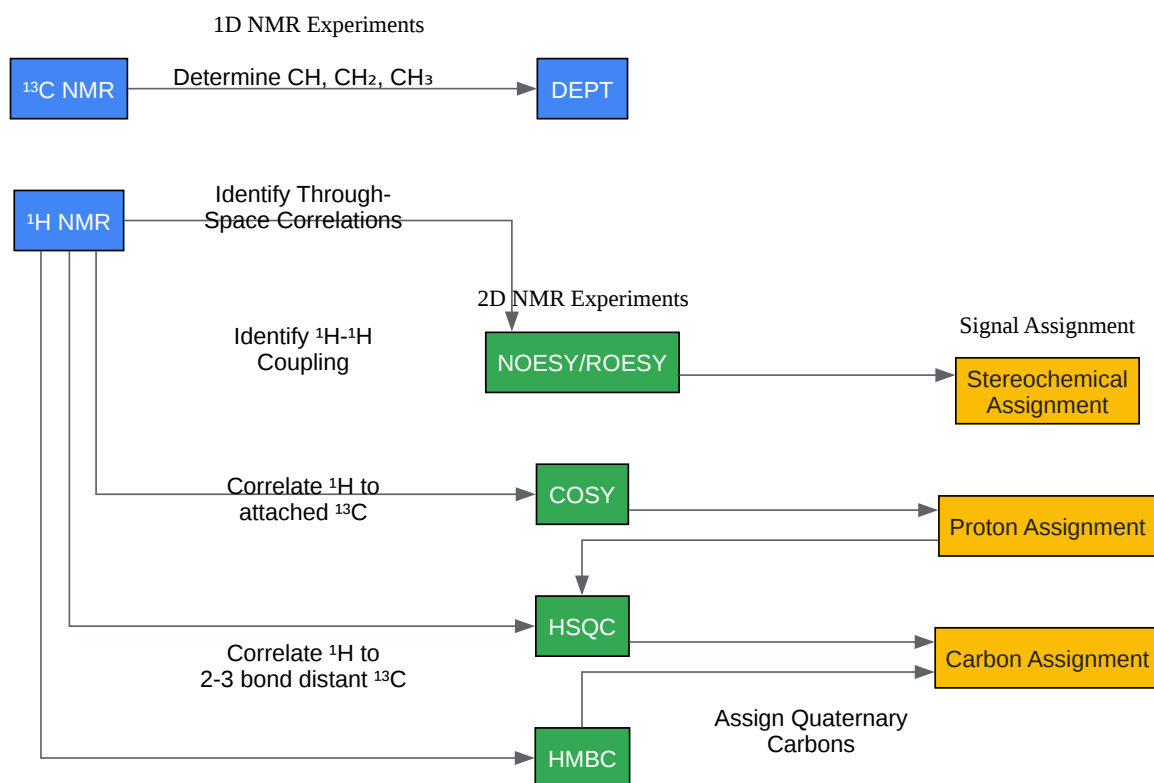 1D NMR Experiments
¹³C NMR
Determine CH, CH₂, CH₃
DEPT
¹H NMR
Identify Through-
Space Correlations
2D NMR Experiments
Identify ¹H-¹H
Coupling
NOESY/ROESY
Signal Assignment
Stereochemical
Assignment
Correlate ¹H to
attached ¹³C
COSY
Proton Assignment
HSQC
Correlate ¹H to
2-3 bond distant ¹³C
Carbon Assignment
Assign Quaternary
Carbons
HMBC